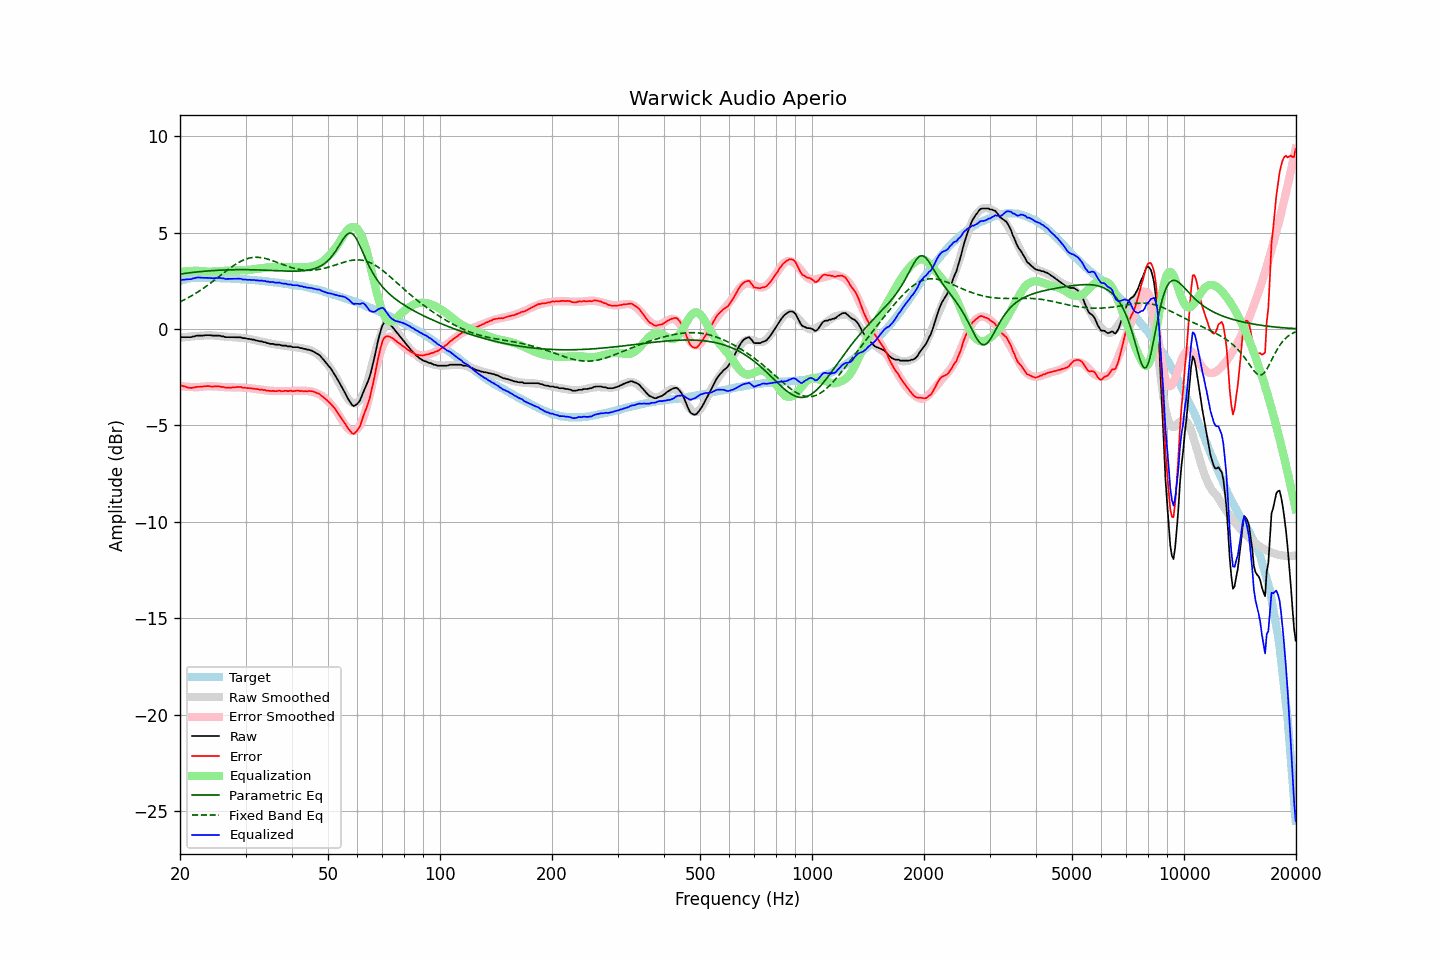 Warwick Audio Aperio
Amplitude (dBr)
10
5
0
−5
−10
−15
−20
−25
Target
Raw Smoothed
Error Smoothed
Raw
Error
Equalization
Parametric Eq
Fixed Band Eq
Equalized
20 50 100 200 500 1000 2000 5000 10000 20000
Frequency (Hz)